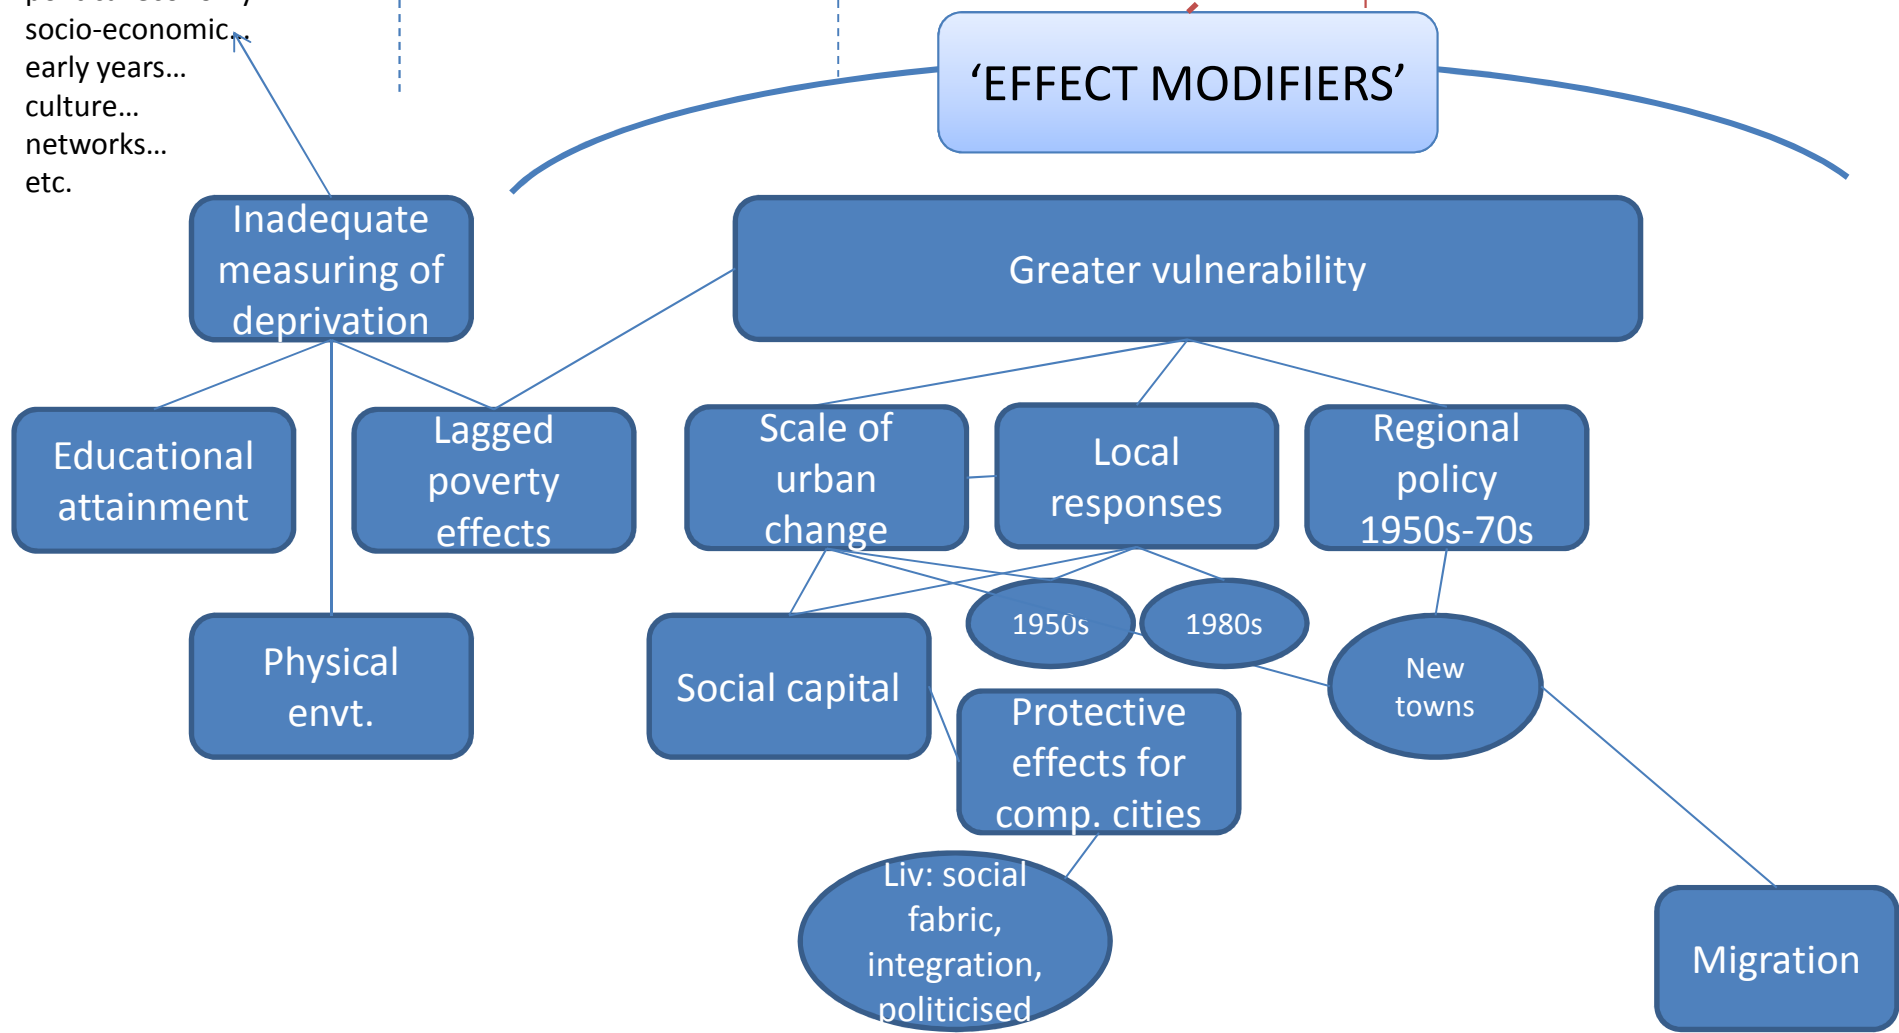 socio-economic...
early years...
culture...
networks...
etc.
‘EFFECT MODIFIERS’
Inadequate
measuring of
deprivation
Greater vulnerability
Educational
attainment
Lagged
poverty
effects
Scale of
urban
change
Local
responses
Regional
policy
1950s-70s
Physical
envt.
Social capital
1950s
1980s
New
towns
Protective
effects for
comp. cities
Liv: social
fabric,
integration,
politicised
Migration